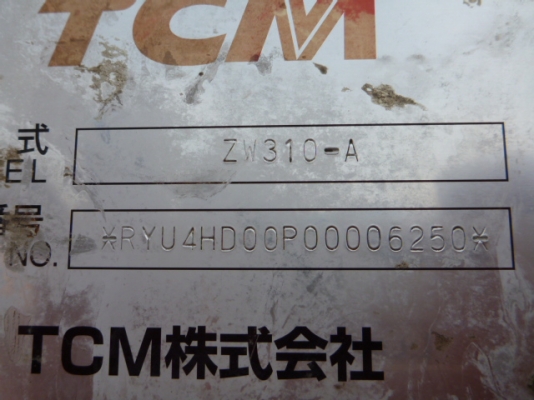 TCM
式 ZW310-A
EL
番号 *RYU4HD00P00006250*
NO.
TCM株式会社